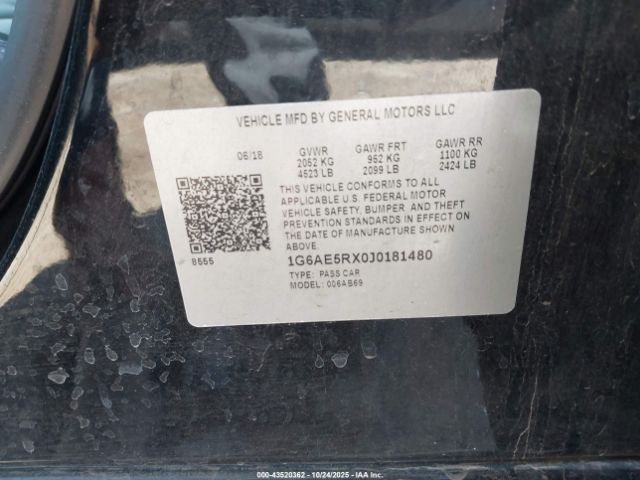 VEHICLE MFD BY GENERAL MOTORS LLC
06/18 GVWR GAWR FRT GAWR RR
2052 KG 952 KG 1100 KG
4523 LB 2099 LB 2424 LB
THIS VEHICLE CONFORMS TO ALL
APPLICABLE U.S. FEDERAL MOTOR
VEHICLE SAFETY, BUMPER, AND THEFT
PREVENTION STANDARDS IN EFFECT ON
THE DATE OF MANUFACTURE SHOWN
ABOVE.
8555
1G6AE5RX0J0181480
TYPE: PASS CAR
MODEL: 006AB69
000-43520362 - 10/24/2025 - IAA Inc.